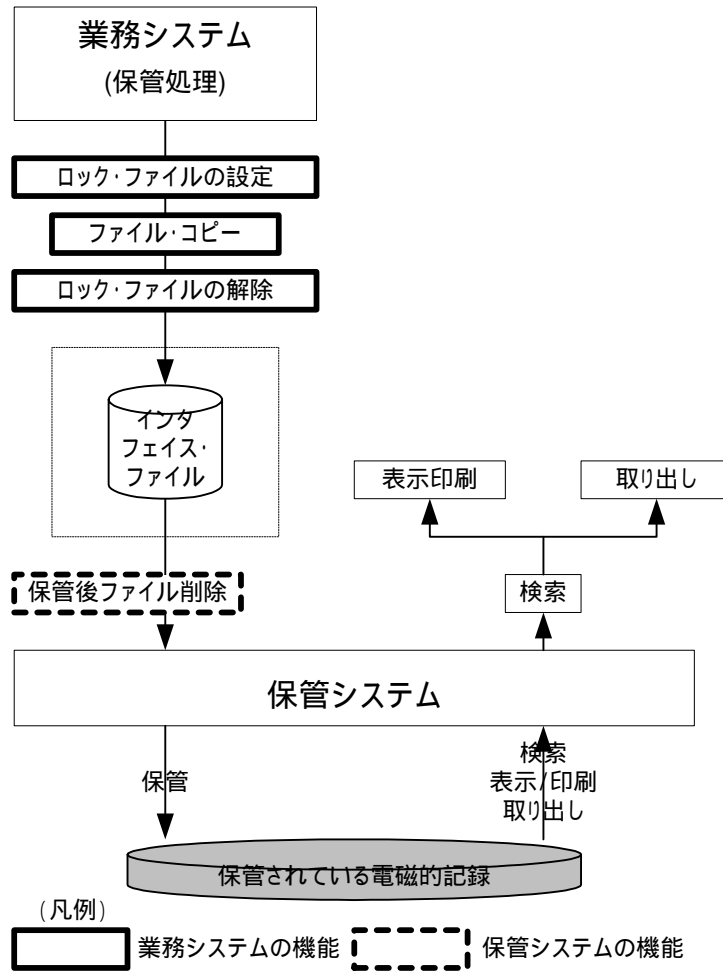 業務システム
(保管処理)
ロック・ファイルの設定
ファイル・コピー
ロック・ファイルの解除
インタ
フェイス・
ファイル
表示印刷
取り出し
保管後ファイル削除
検索
保管システム
保管
検索
表示/印刷
取り出し
保管されている電磁的記録
(凡例)
業務システムの機能
保管システムの機能